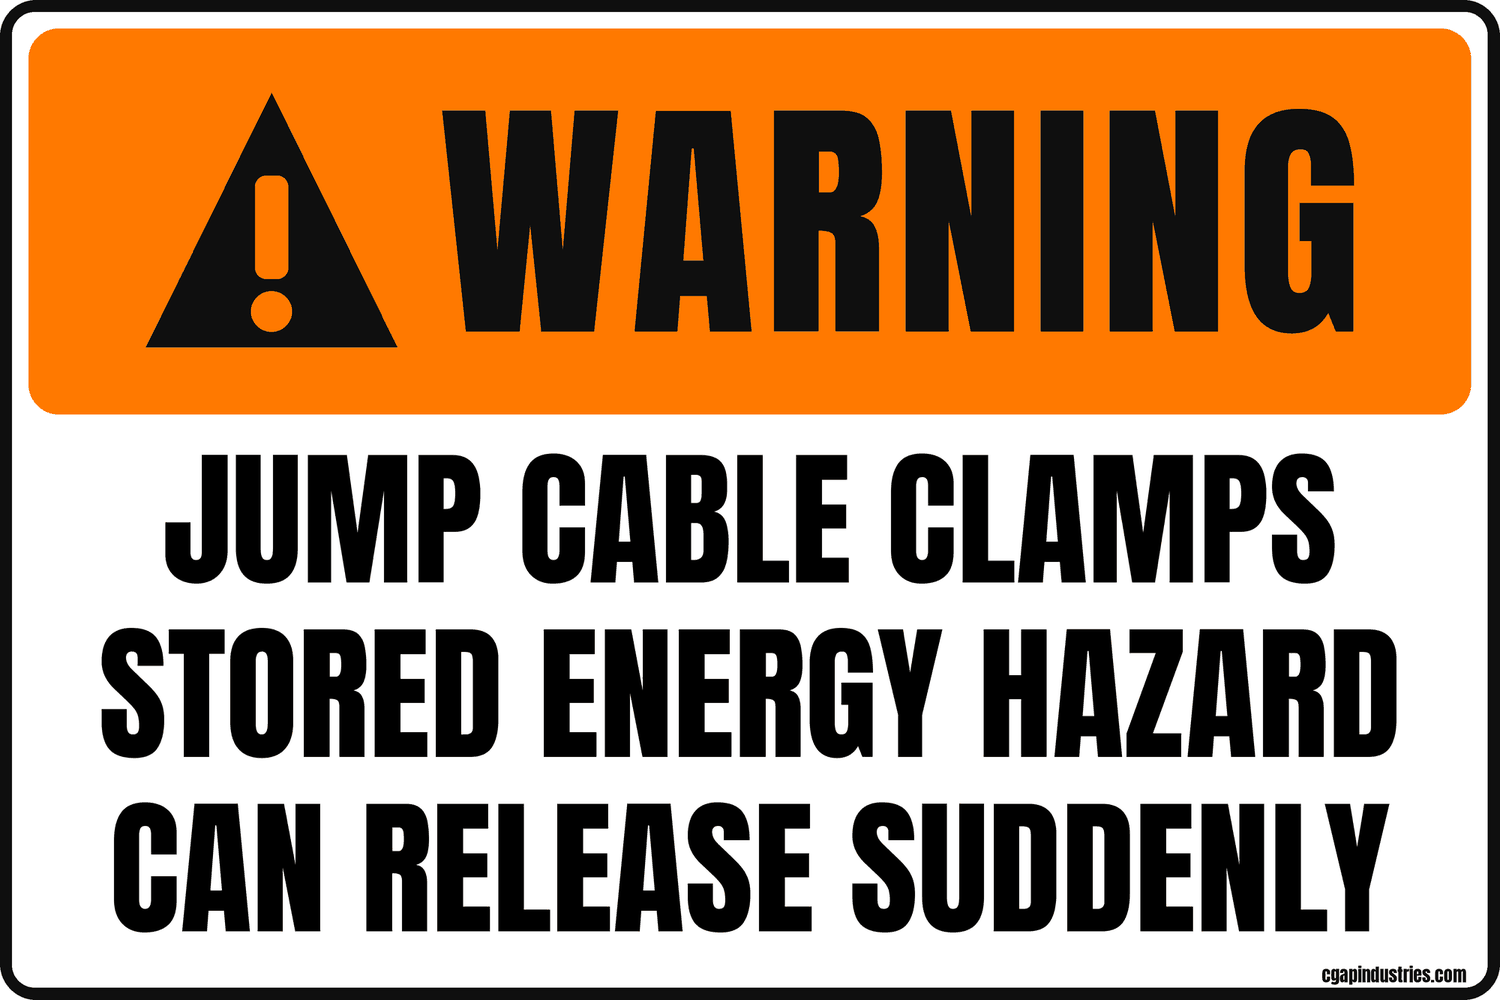 WARNING
JUMP CABLE CLAMPS
STORED ENERGY HAZARD
CAN RELEASE SUDDENLY
cgapindustries.com